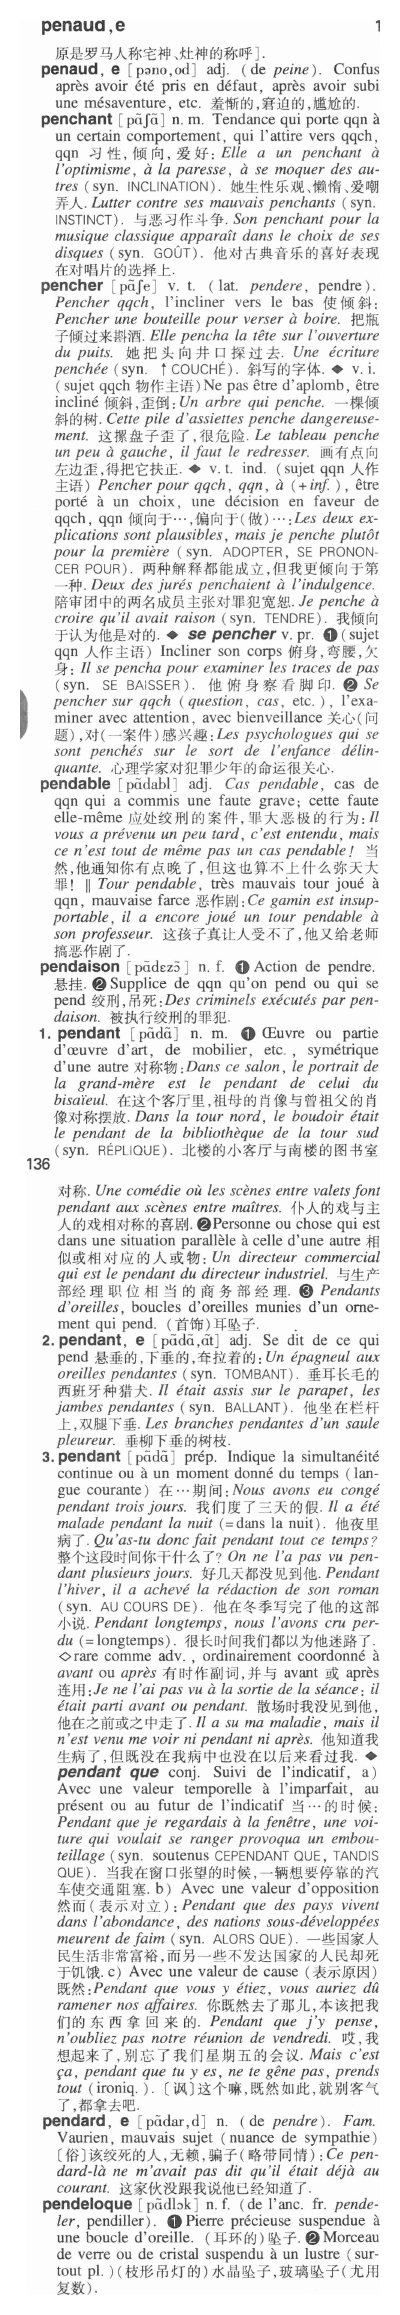 penaud,e 1
原是罗马人称宅神、灶神的称呼].
penaud, e [pəno,od] adj. (de peine). Confus
après avoir été pris en défaut, après avoir subi
une mésaventure, etc. 羞惭的,窘迫的,尴尬的.
penchant [pɑ̃ʃɑ̃] n. m. Tendance qui porte qqn à
un certain comportement, qui l'attire vers qqch,
qqn 习性,倾向,爱好: Elle a un penchant à
l'optimisme, à la paresse, à se moquer des au-
tres (syn. INCLINATION). 她生性乐观、懒惰、爱嘲
弄人. Lutter contre ses mauvais penchants (syn.
INSTINCT). 与恶习作斗争. Son penchant pour la
musique classique apparaît dans le choix de ses
disques (syn. GOÛT). 他对古典音乐的喜好表现
在对唱片的选择上.
pencher [pɑ̃ʃe] v. t. (lat. pendere, pendre).
Pencher qqch, l'incliner vers le bas 使倾斜:
Pencher une bouteille pour verser à boire. 把瓶
子倾过来斟酒. Elle pencha la tête sur l'ouverture
du puits. 她把头向井口探过去. Une écriture
penchée (syn. ↑COUCHÉ). 斜写的字体. ◆ v. i.
(sujet qqch 物作主语) Ne pas être d'aplomb, être
incliné 倾斜,歪倒: Un arbre qui penche. 一棵倾
斜的树. Cette pile d'assiettes penche dangereuse-
ment. 这摞盘子歪了,很危险. Le tableau penche
un peu à gauche, il faut le redresser. 画有点向
左边歪,得把它扶正. ◆ v. t. ind. (sujet qqn 人作
主语) Pencher pour qqch, qqn, à (+inf.), être
porté à un choix, une décision en faveur de
qqch, qqn 倾向于…,偏向于(做)…: Les deux ex-
plications sont plausibles, mais je penche plutôt
pour la première (syn. ADOPTER, SE PRONON-
CER POUR). 两种解释都能成立,但我更倾向于第
一种. Deux des jurés penchaient à l'indulgence.
陪审团中的两名成员主张对罪犯宽恕. Je penche à
croire qu'il avait raison (syn. TENDRE). 我倾向
于认为他是对的. ◆ se pencher v. pr. ❶ (sujet
qqn 人作主语) Incliner son corps 俯身,弯腰,欠
身: Il se pencha pour examiner les traces de pas
(syn. SE BAISSER). 他俯身察看脚印. ❷ Se
pencher sur qqch (question, cas, etc.), l'exa-
miner avec attention, avec bienveillance 关心(问
题),对(一案件)感兴趣: Les psychologues qui se
sont penchés sur le sort de l'enfance délin-
quante. 心理学家对犯罪少年的命运很关心.
pendable [pɑ̃dabl] adj. Cas pendable, cas de
qqn qui a commis une faute grave; cette faute
elle-même 应处绞刑的案件,罪大恶极的行为: Il
vous a prévenu un peu tard, c'est entendu, mais
ce n'est tout de même pas un cas pendable! 当
然,他通知你有点晚了,但这也算不上什么弥天大
罪! ‖ Tour pendable, très mauvais tour joué à
qqn, mauvaise farce 恶作剧: Ce gamin est insup-
portable, il a encore joué un tour pendable à
son professeur. 这孩子真让人受不了,他又给老师
搞恶作剧了.
pendaison [pɑ̃dɛzɔ̃] n. f. ❶ Action de pendre.
悬挂. ❷ Supplice de qqn qu'on pend ou qui se
pend 绞刑,吊死: Des criminels exécutés par pen-
daison. 被执行绞刑的罪犯.
1. pendant [pɑ̃dɑ̃] n. m. ❶ Œuvre ou partie
d'œuvre d'art, de mobilier, etc., symétrique
d'une autre 对称物: Dans ce salon, le portrait de
la grand-mère est le pendant de celui du
bisaïeul. 在这个客厅里,祖母的肖像与曾祖父的肖
像对称摆放. Dans la tour nord, le boudoir était
le pendant de la bibliothèque de la tour sud
(syn. RÉPLIQUE). 北楼的小客厅与南楼的图书室
136
对称. Une comédie où les scènes entre valets font
pendant aux scènes entre maîtres. 仆人的戏与主
人的戏相对称的喜剧. ❷ Personne ou chose qui est
dans une situation parallèle à celle d'une autre 相
似或相对应的人或物: Un directeur commercial
qui est le pendant du directeur industriel. 与生产
部经理职位相当的商务部经理. ❸ Pendants
d'oreilles, boucles d'oreilles munies d'un orne-
ment qui pend. (首饰)耳坠子.
2. pendant, e [pɑ̃dɑ̃,ɑ̃t] adj. Se dit de ce qui
pend 悬垂的,下垂的,耷拉着的: Un épagneul aux
oreilles pendantes (syn. TOMBANT). 垂耳长毛的
西班牙种猎犬. Il était assis sur le parapet, les
jambes pendantes (syn. BALLANT). 他坐在栏杆
上,双腿下垂. Les branches pendantes d'un saule
pleureur. 垂柳下垂的树枝.
3. pendant [pɑ̃dɑ̃] prép. Indique la simultanéité
continue ou à un moment donné du temps (lan-
gue courante) 在…期间: Nous avons eu congé
pendant trois jours. 我们度了三天的假. Il a été
malade pendant la nuit (=dans la nuit). 他夜里
病了. Qu'as-tu donc fait pendant tout ce temps?
整个这段时间你干什么了? On ne l'a pas vu pen-
dant plusieurs jours. 好几天都没见到他. Pendant
l'hiver, il a achevé la rédaction de son roman
(syn. AU COURS DE). 他在冬季写完了他的这部
小说. Pendant longtemps, nous l'avons cru per-
du (=longtemps). 很长时间我们都以为他迷路了.
◇rare comme adv., ordinairement coordonné à
avant ou après 有时作副词,并与 avant 或 après
连用: Je ne l'ai pas vu à la sortie de la séance; il
était parti avant ou pendant. 散场时我没见到他,
他在之前或之中走了. Il a su ma maladie, mais il
n'est venu me voir ni pendant ni après. 他知道我
生病了,但既没在我病中也没在以后来看过我. ◆
pendant que conj. Suivi de l'indicatif, a)
Avec une valeur temporelle à l'imparfait, au
présent ou au futur de l'indicatif 当…的时候:
Pendant que je regardais à la fenêtre, une voi-
ture qui voulait se ranger provoqua un embou-
teillage (syn. soutenus CEPENDANT QUE, TANDIS
QUE). 当我在窗口张望的时候,一辆想要停靠的汽
车使交通阻塞. b) Avec une valeur d'opposition
然而(表示对立): Pendant que des pays vivent
dans l'abondance, des nations sous-développées
meurent de faim (syn. ALORS QUE). 一些国家人
民生活非常富裕,而另一些不发达国家的人民却死
于饥饿. c) Avec une valeur de cause (表示原因)
既然: Pendant que vous y étiez, vous auriez dû
ramener nos affaires. 你既然去了那儿,本该把我
们的东西拿回来的. Pendant que j'y pense,
n'oubliez pas notre réunion de vendredi. 哎,我
想起来了,别忘了我们星期五的会议. Mais c'est
ça, pendant que tu y es, ne te gêne pas, prends
tout (ironiq.). [讽]这个嘛,既然如此,就别客气
了,都拿去吧.
pendard, e [pɑ̃dar,d] n. (de pendre). Fam.
Vaurien, mauvais sujet (nuance de sympathie)
[俗]该绞死的人,无赖,骗子(略带同情): Ce pen-
dard-là ne m'avait pas dit qu'il était déjà au
courant. 这家伙没跟我说他已经知道了.
pendeloque [pɑ̃dlɔk] n. f. (de l'anc. fr. pende-
ler, pendiller). ❶ Pierre précieuse suspendue à
une boucle d'oreille. (耳环的)坠子. ❷ Morceau
de verre ou de cristal suspendu à un lustre (sur-
tout pl.) (枝形吊灯的)水晶坠子,玻璃坠子(尤用
复数).